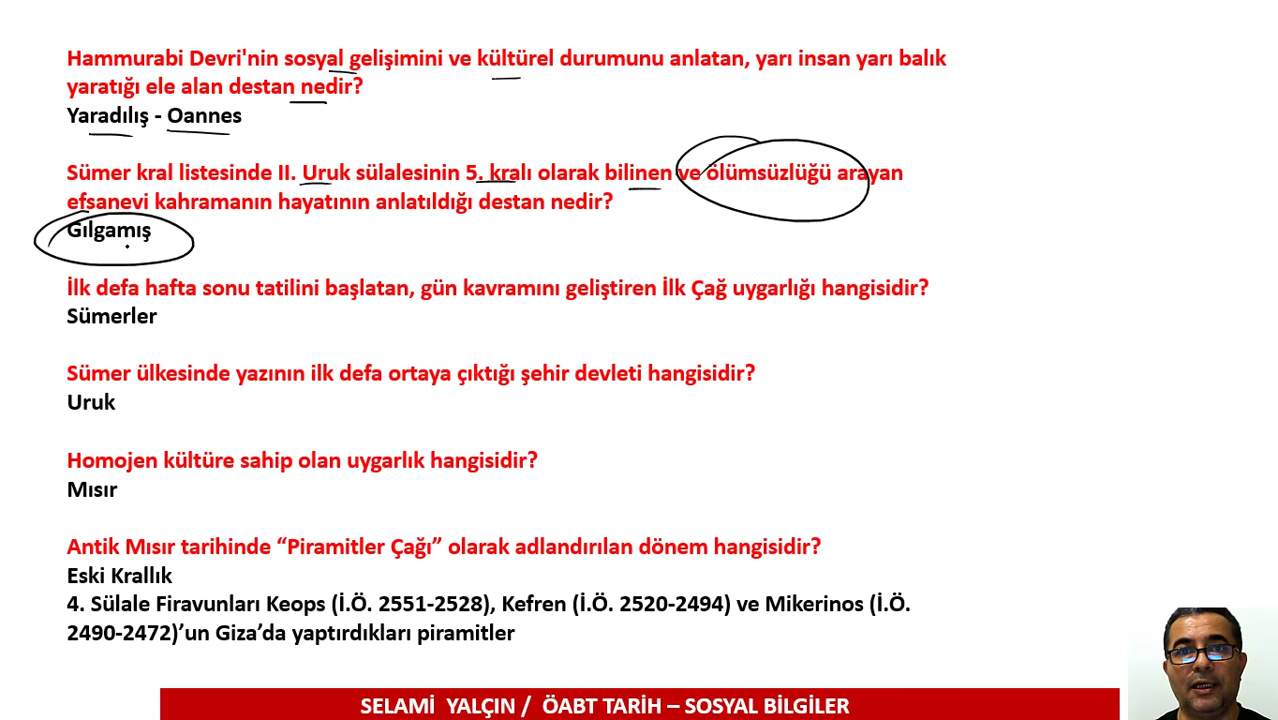 Hammurabi Devri'nin sosyal gelişimini ve kültürel durumunu anlatan, yarı insan yarı balık
yaratığı ele alan destan nedir?
Yaradılış - Oannes
Sümer kral listesinde II. Uruk sülalesinin 5. kralı olarak bilinen ve ölümsüzlüğü arayan
efsanevi kahramanın hayatının anlatıldığı destan nedir?
Gılgamış
İlk defa hafta sonu tatilini başlatan, gün kavramını geliştiren İlk Çağ uygarlığı hangisidir?
Sümerler
Sümer ülkesinde yazının ilk defa ortaya çıktığı şehir devleti hangisidir?
Uruk
Homojen kültüre sahip olan uygarlık hangisidir?
Mısır
Antik Mısır tarihinde “Piramitler Çağı” olarak adlandırılan dönem hangisidir?
Eski Krallık
4. Sülale Firavunları Keops (İ.Ö. 2551-2528), Kefren (İ.Ö. 2520-2494) ve Mikerinos (İ.Ö.
2490-2472)’un Giza’da yaptırdıkları piramitler
SELAMİ YALÇIN / ÖABT TARİH – SOSYAL BİLGİLER